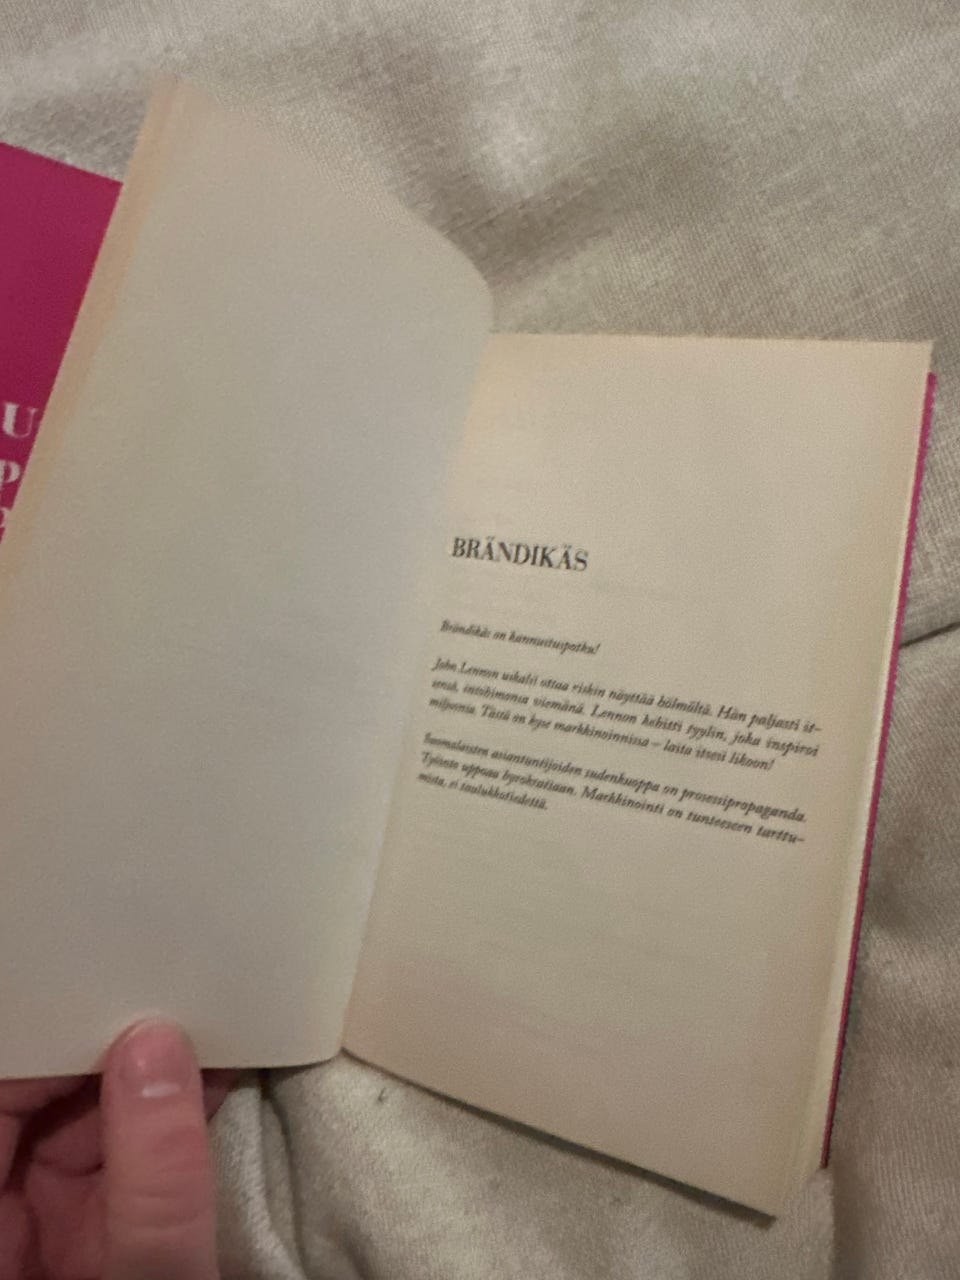 U
P
BRÄNDIKÄS
Brändikäs on kannustuspotku!
John Lennon uskalsi ottaa riskin näyttää hölmöltä. Hän paljasti it-
sensä, intohimonsa viemänä. Lennon kehitti tyylin, joka inspiroi
miljoonia. Tästä on kyse markkinoinnissa – laita itsesi likoon!
Suomalaisten asiantuntijoiden sudenkuoppa on prosessipropaganda.
Työinto uppoaa byrokratiaan. Markkinointi on tunteeseen tarttu-
mista, ei taulukkotiedettä.